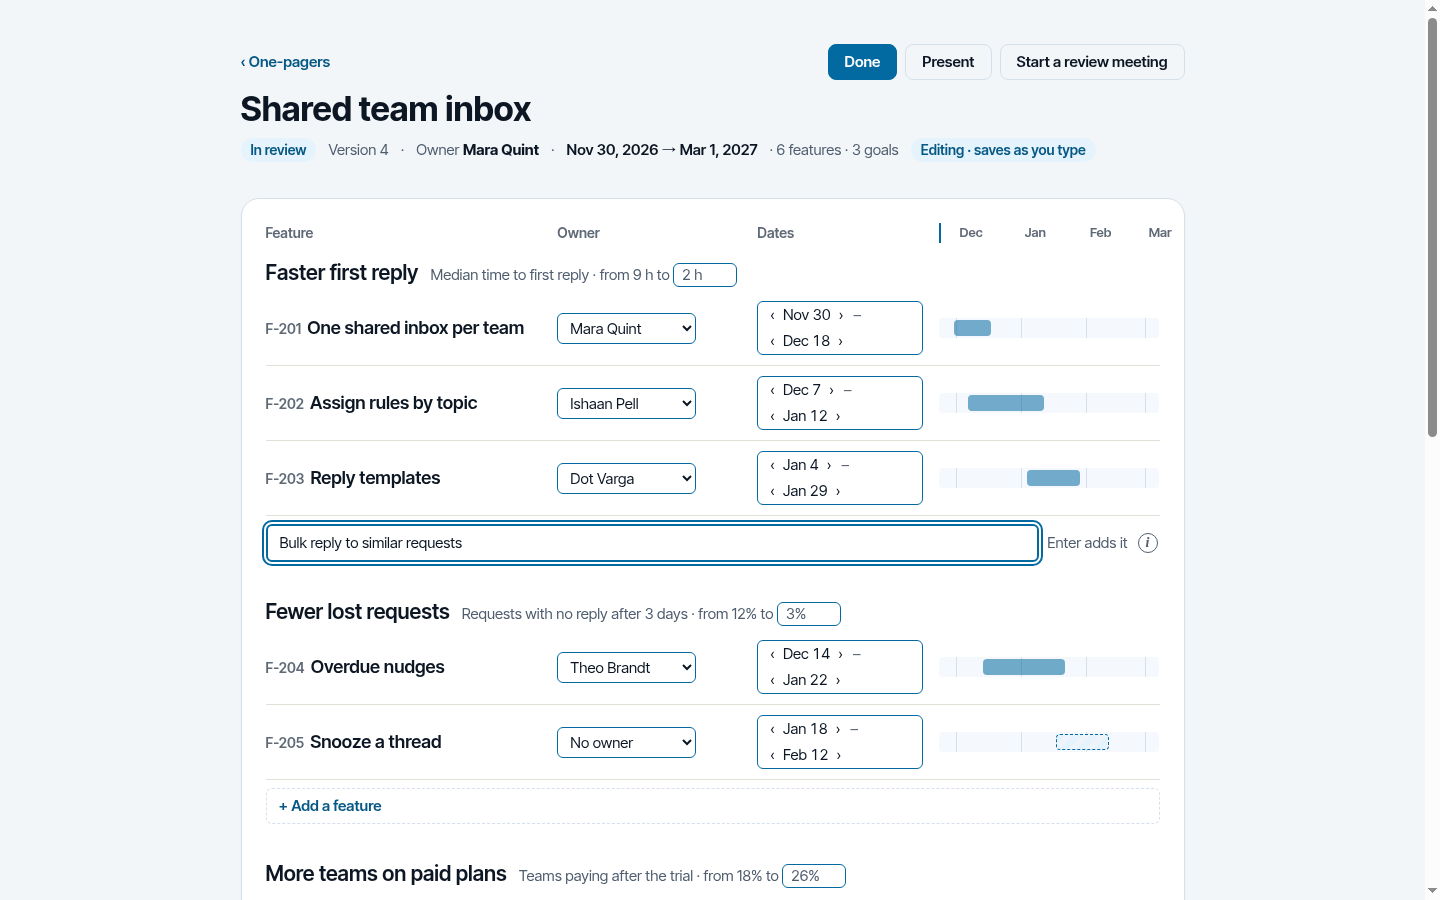 ‹ One-pagers
Done
Present
Start a review meeting
Shared team inbox
In review Version 4 · Owner Mara Quint · Nov 30, 2026 → Mar 1, 2027 · 6 features · 3 goals Editing · saves as you type
Feature Owner Dates Dec Jan Feb Mar
Faster first reply Median time to first reply · from 9 h to 2 h
F-201 One shared inbox per team Mara Quint ‹ Nov 30 › –
‹ Dec 18 ›
F-202 Assign rules by topic Ishaan Pell ‹ Dec 7 › –
‹ Jan 12 ›
F-203 Reply templates Dot Varga ‹ Jan 4 › –
‹ Jan 29 ›
Bulk reply to similar requests Enter adds it i
Fewer lost requests Requests with no reply after 3 days · from 12% to 3%
F-204 Overdue nudges Theo Brandt ‹ Dec 14 › –
‹ Jan 22 ›
F-205 Snooze a thread No owner ‹ Jan 18 › –
‹ Feb 12 ›
+ Add a feature
More teams on paid plans Teams paying after the trial · from 18% to 26%